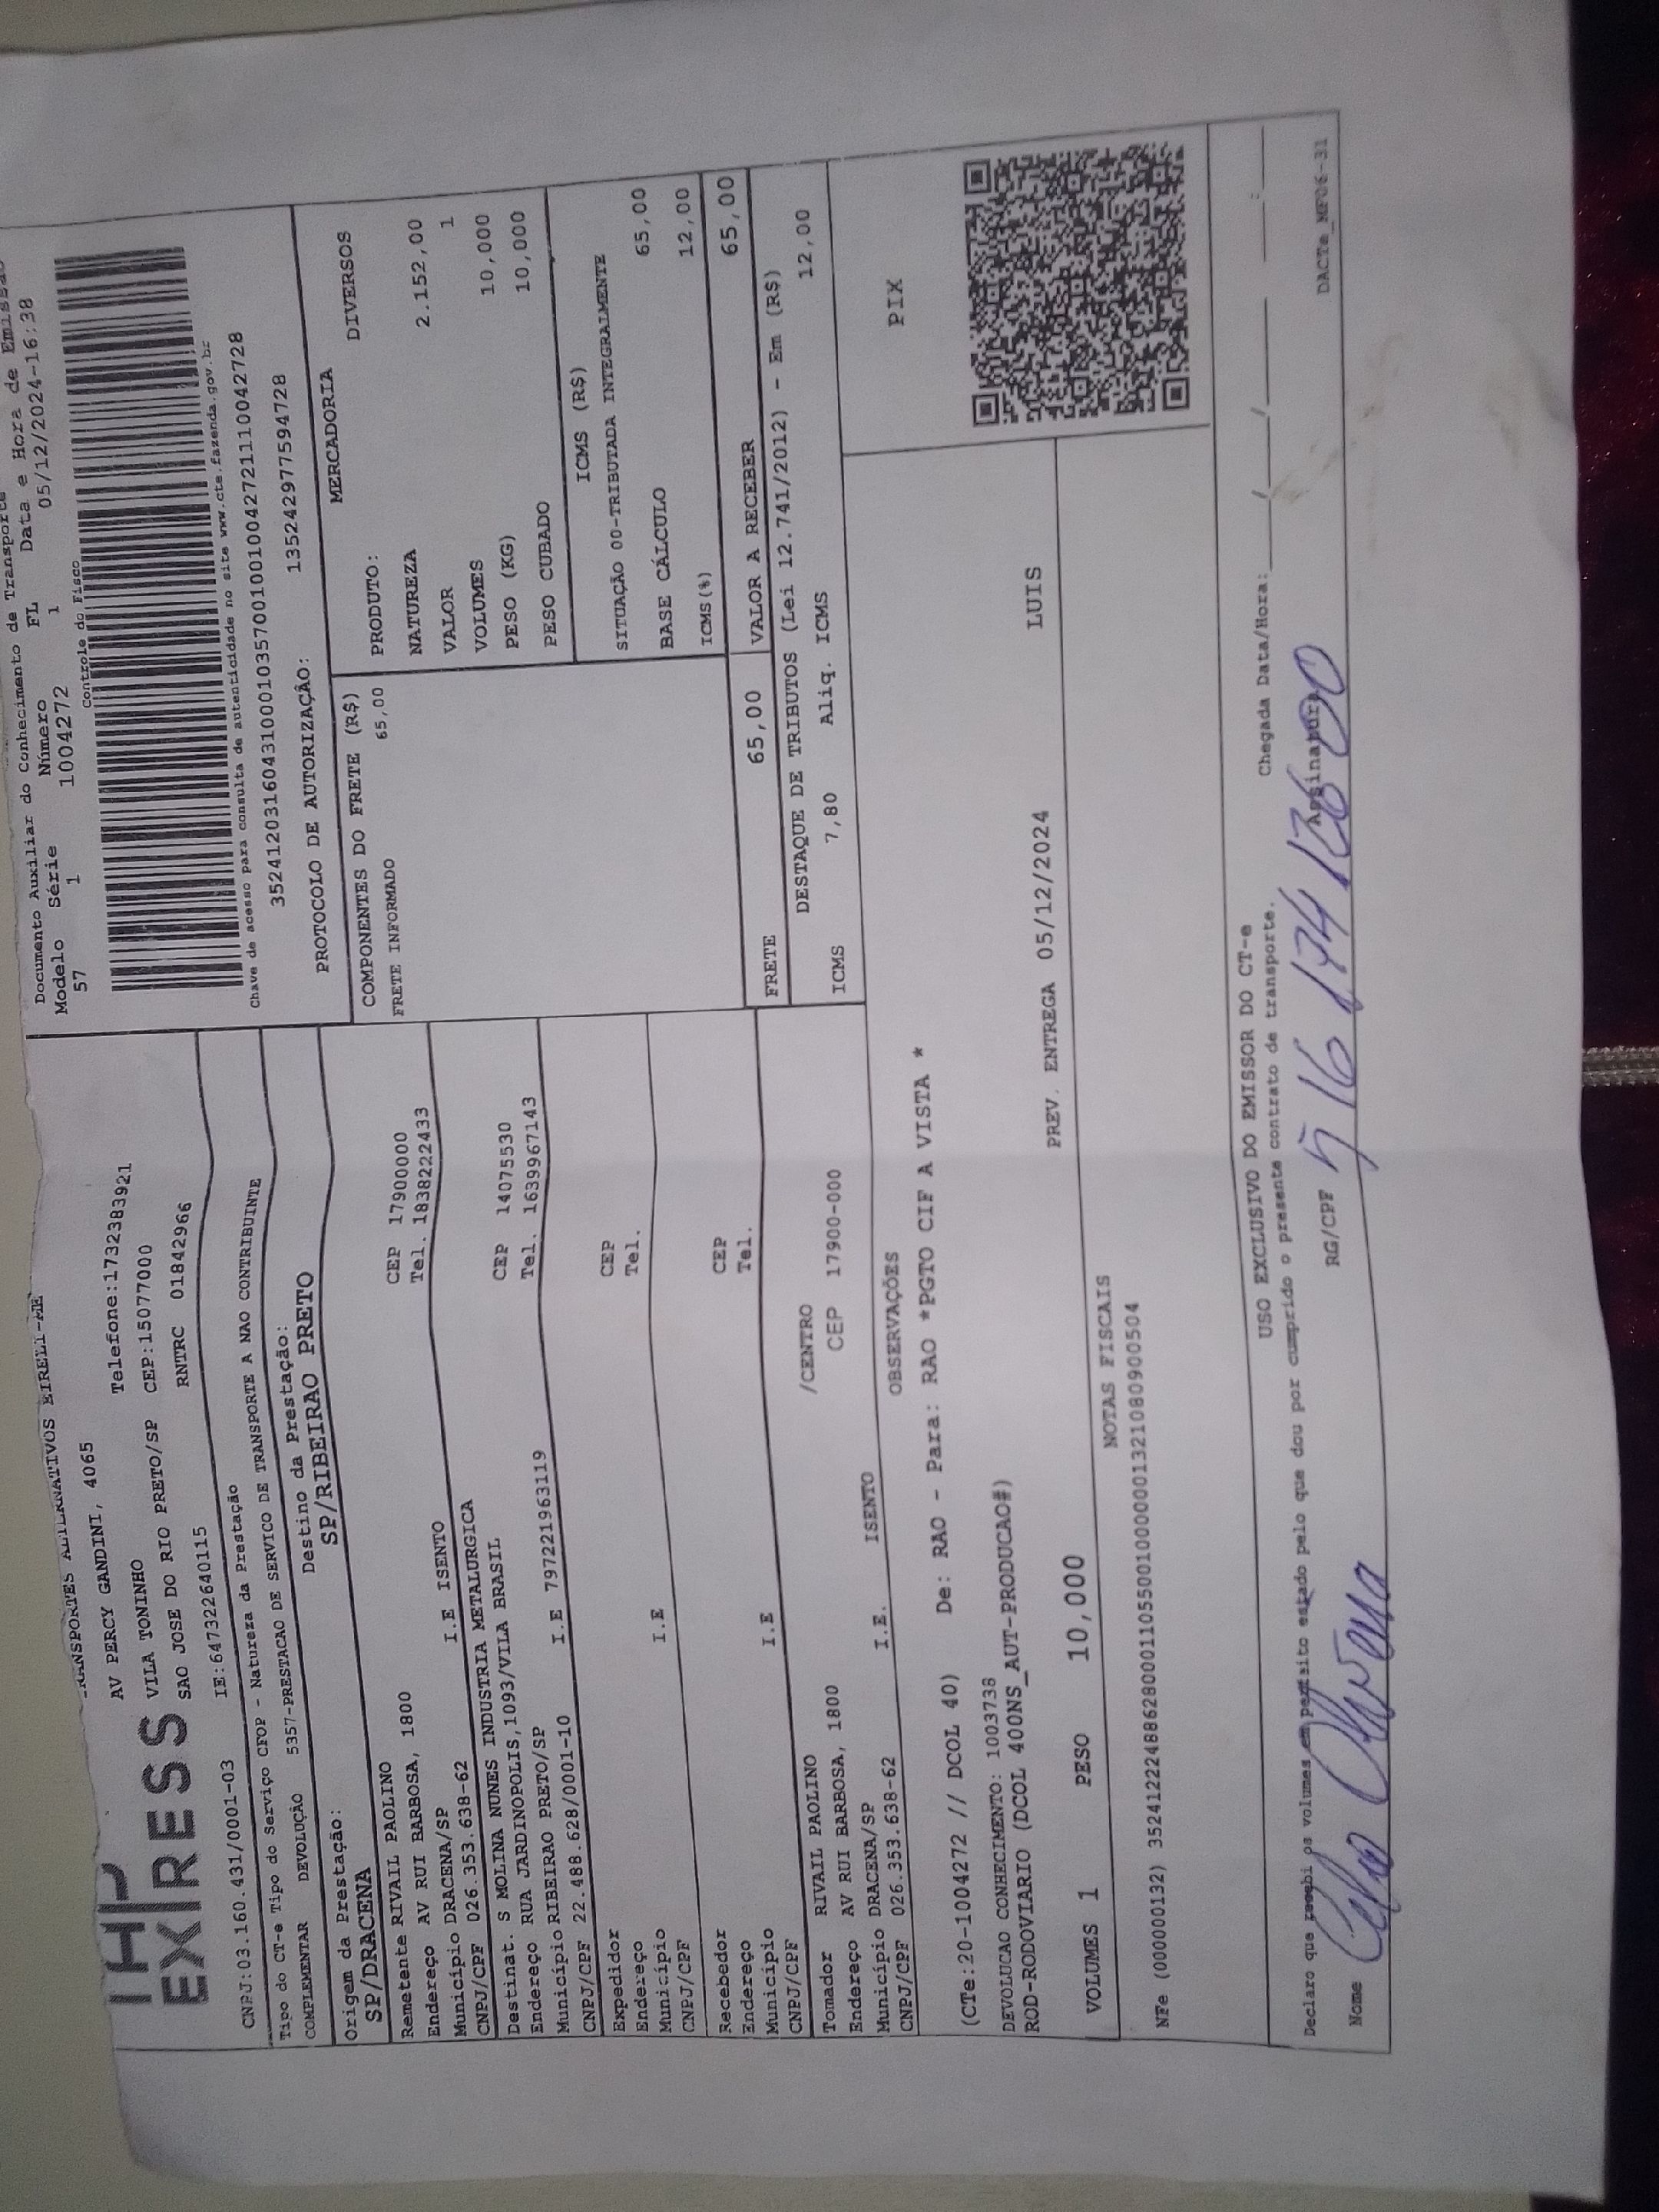 EXPRESS
TRANSPORTES ALTERNATIVOS EIRELI-ME
AV PERCY GANDINI, 4065
VILA TONINHO Telefone:1732383921
SAO JOSE DO RIO PRETO/SP CEP:15077000
IE:647322640115 RNTRC 01842966
CNPJ:03.160.431/0001-03
Tipo do CT-e Tipo do Serviço CFOP - Natureza da Prestação
COMPLEMENTAR DEVOLUÇÃO 5357-PRESTACAO DE SERVICO DE TRANSPORTE A NAO CONTRIBUINTE
Origem da Prestação: Destino da Prestação:
SP/DRACENA SP/RIBEIRAO PRETO
Documento Auxiliar do Conhecimento de Transporte
Modelo Série Número FL Data e Hora de Emissão
57 1 1004272 1 05/12/2024-16:38
Controle do Fisco
Chave de acesso para consulta de autenticidade no site www.cte.fazenda.gov.br
35241203160431000103570010010042721110042728
PROTOCOLO DE AUTORIZAÇÃO: 135242977594728
Remetente RIVAIL PAOLINO CEP 17900000
Endereço AV RUI BARBOSA, 1800 Tel. 1838222433
Município DRACENA/SP
CNPJ/CPF 026.353.638-62 I.E ISENTO
Destinat. S MOLINA NUNES INDUSTRIA METALURGICA
Endereço RUA JARDINOPOLIS,1093/VILA BRASIL CEP 14075530
Município RIBEIRAO PRETO/SP Tel. 1639967143
CNPJ/CPF 22.488.628/0001-10 I.E 797221963119
Expedidor
Endereço CEP
Município Tel.
CNPJ/CPF I.E
Recebedor
Endereço CEP
Município Tel.
CNPJ/CPF I.E
Tomador RIVAIL PAOLINO
Endereço AV RUI BARBOSA, 1800 /CENTRO
Município DRACENA/SP CEP 17900-000
CNPJ/CPF 026.353.638-62 I.E. ISENTO
COMPONENTES DO FRETE (R$)
FRETE INFORMADO 65,00
FRETE 65,00
MERCADORIA
PRODUTO: DIVERSOS
NATUREZA
VALOR 2.152,00
VOLUMES 1
PESO (KG) 10,000
PESO CUBADO 10,000
ICMS (R$)
SITUAÇÃO 00-TRIBUTADA INTEGRALMENTE
BASE CÁLCULO 65,00
ICMS(%) 12,00
VALOR A RECEBER 65,00
DESTAQUE DE TRIBUTOS (Lei 12.741/2012) - Em (R$)
ICMS 7,80 Aliq. ICMS 12,00
OBSERVAÇÕES
(CTe:20-1004272 // DCOL 40) De: RAO - Para: RAO *PGTO CIF A VISTA *
DEVOLUCAO CONHECIMENTO: 1003738
ROD-RODOVIARIO (DCOL 400NS_AUT-PRODUCAO#)
PREV. ENTREGA 05/12/2024 LUIS
PIX
VOLUMES 1 PESO 10,000
NOTAS FISCAIS
NFe (00000132) 35241222488628000110550010000001321080900504
USO EXCLUSIVO DO EMISSOR DO CT-e
Declaro que recebi os volumes em perfeito estado pelo que dou por cumprido o presente contrato de transporte. Chegada Data/Hora:____/____/____ ____:____
Nome RG/CPF Assinatura
DACTe_MF06-31